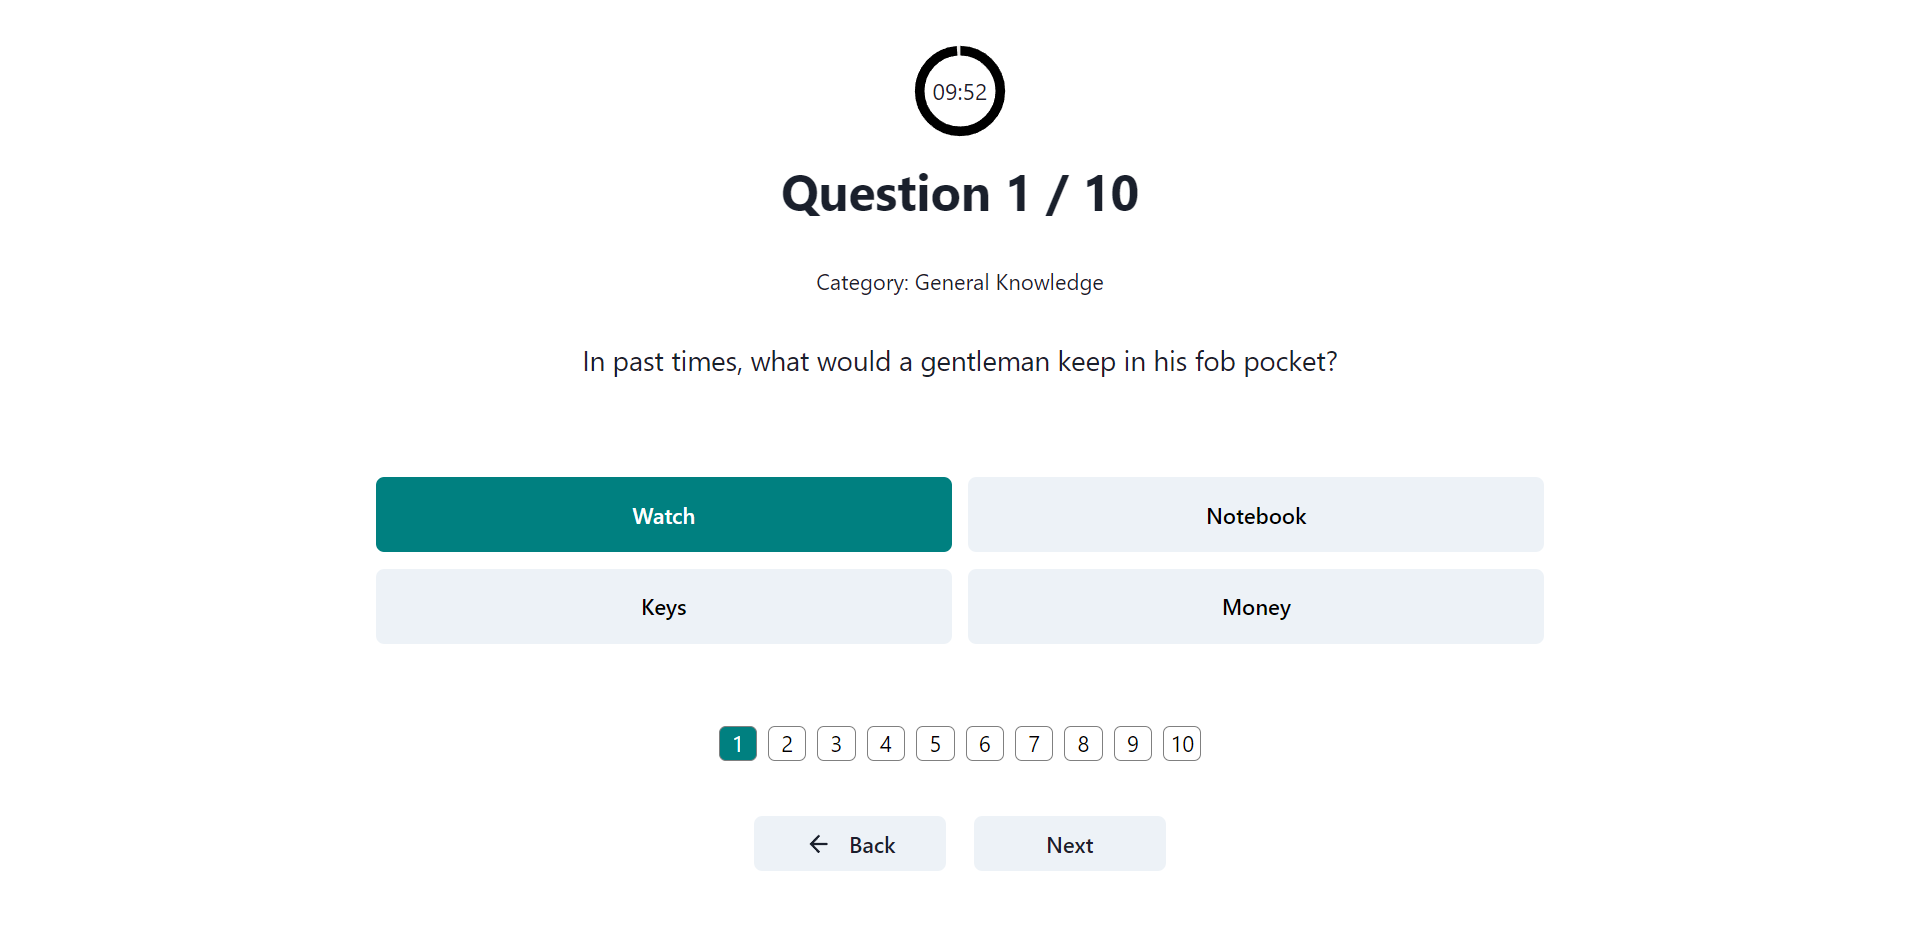 09:52
Question 1 / 10
Category: General Knowledge
In past times, what would a gentleman keep in his fob pocket?
Watch
Notebook
Keys
Money
1 2 3 4 5 6 7 8 9 10
Back
Next